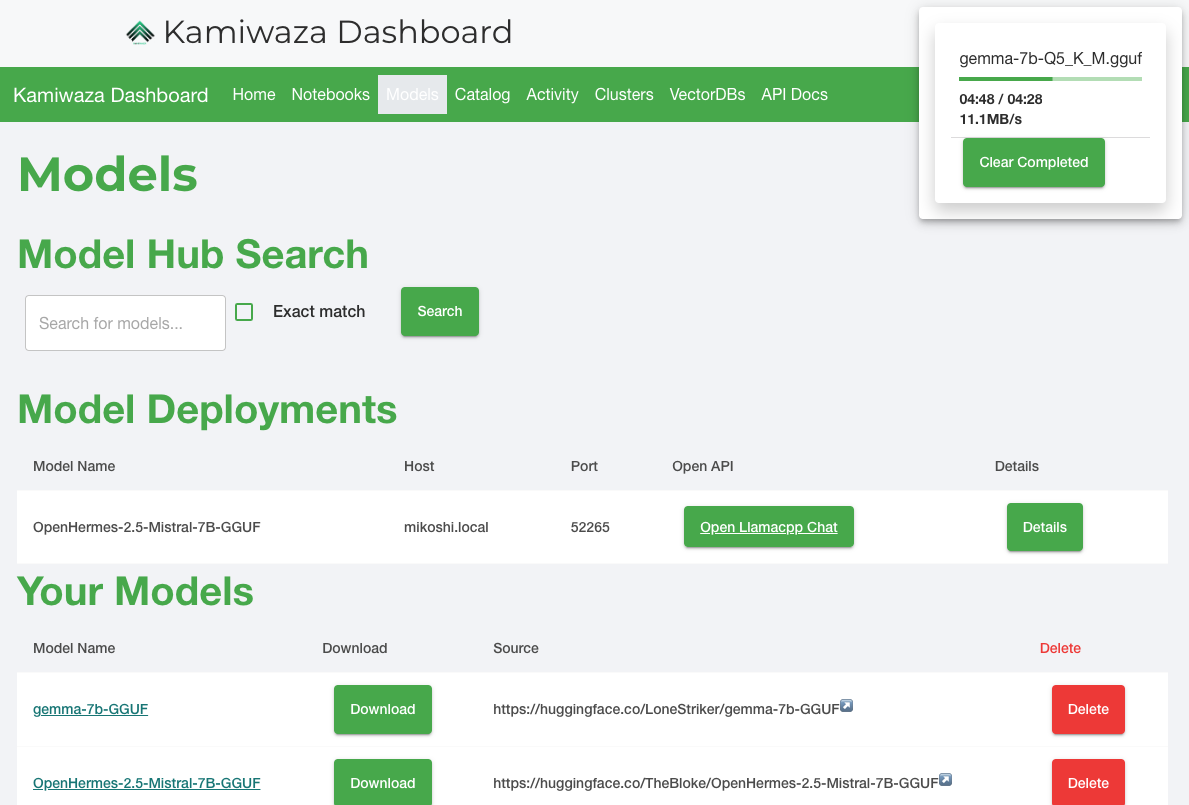 Kamiwaza Dashboard
Kamiwaza Dashboard Home Notebooks Models Catalog Activity Clusters VectorDBs API Docs
gemma-7b-Q5_K_M.gguf
04:48 / 04:28
11.1MB/s
Clear Completed
Models
Model Hub Search
Search for models... Exact match Search
Model Deployments
Model Name Host Port Open API Details
OpenHermes-2.5-Mistral-7B-GGUF mikoshi.local 52265 Open Llamacpp Chat Details
Your Models
Model Name Download Source Delete
gemma-7b-GGUF Download https://huggingface.co/LoneStriker/gemma-7b-GGUF Delete
OpenHermes-2.5-Mistral-7B-GGUF Download https://huggingface.co/TheBloke/OpenHermes-2.5-Mistral-7B-GGUF Delete